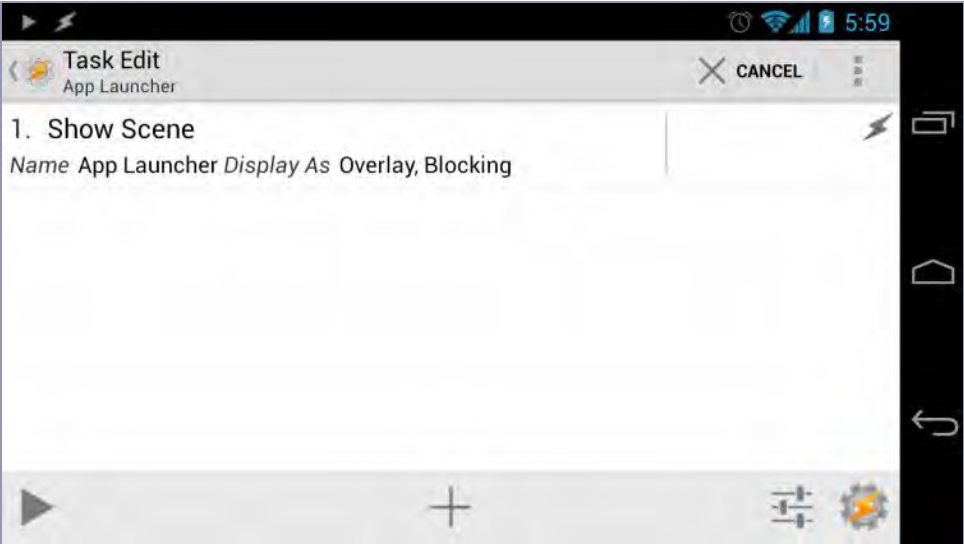 5:59
Task Edit
App Launcher
CANCEL
1. Show Scene
Name App Launcher Display As Overlay, Blocking